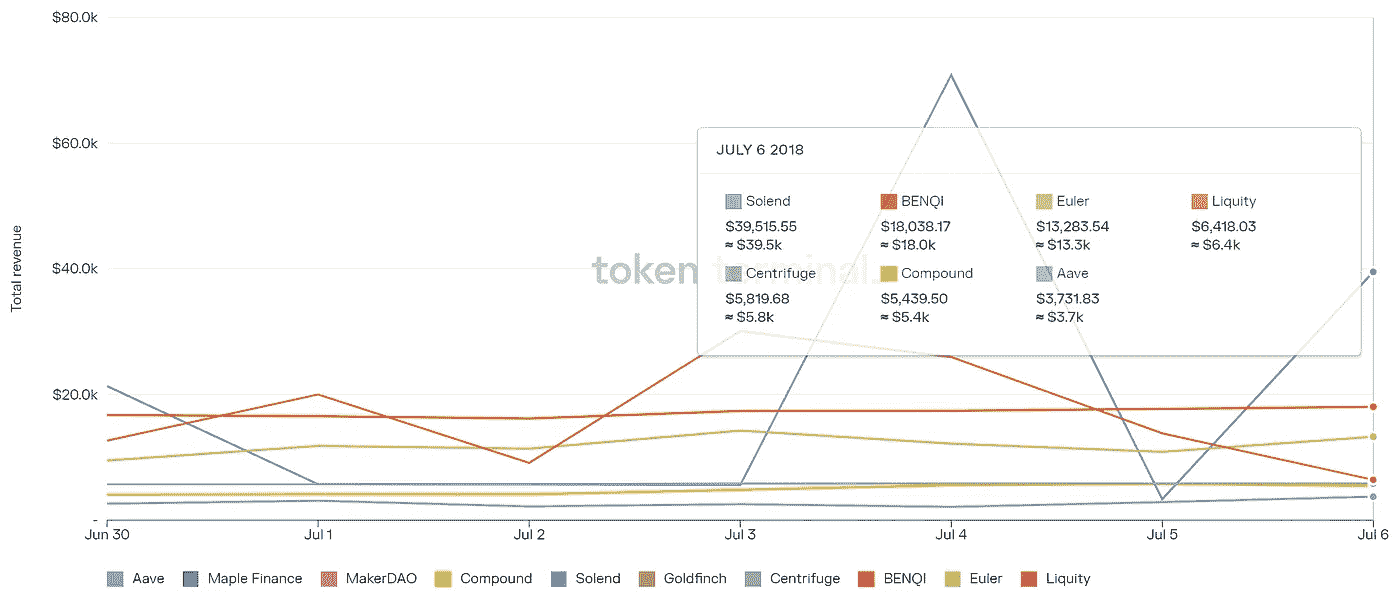 $80.0k
$60.0k
$40.0k
$20.0k
-
Total revenue
token terminal
JULY 6 2018
Solend BENQI Euler Liquity
$39,515.55 $18,038.17 $13,283.54 $6,418.03
≈ $39.5k ≈ $18.0k ≈ $13.3k ≈ $6.4k
Centrifuge Compound Aave
$5,819.68 $5,439.50 $3,731.83
≈ $5.8k ≈ $5.4k ≈ $3.7k
Jun 30 Jul 1 Jul 2 Jul 3 Jul 4 Jul 5 Jul 6
Aave Maple Finance MakerDAO Compound Solend Goldfinch Centrifuge BENQI Euler Liquity